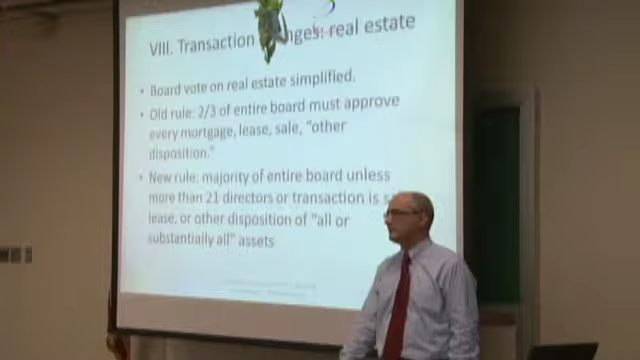 VIII. Transaction nges: real estate
• Board vote on real estate simplified.
• Old rule: 2/3 of entire board must approve
every mortgage, lease, sale, "other
disposition."
• New rule: majority of entire board unless
more than 21 directors or transaction is
lease, or other disposition of "all or
substantially all" assets